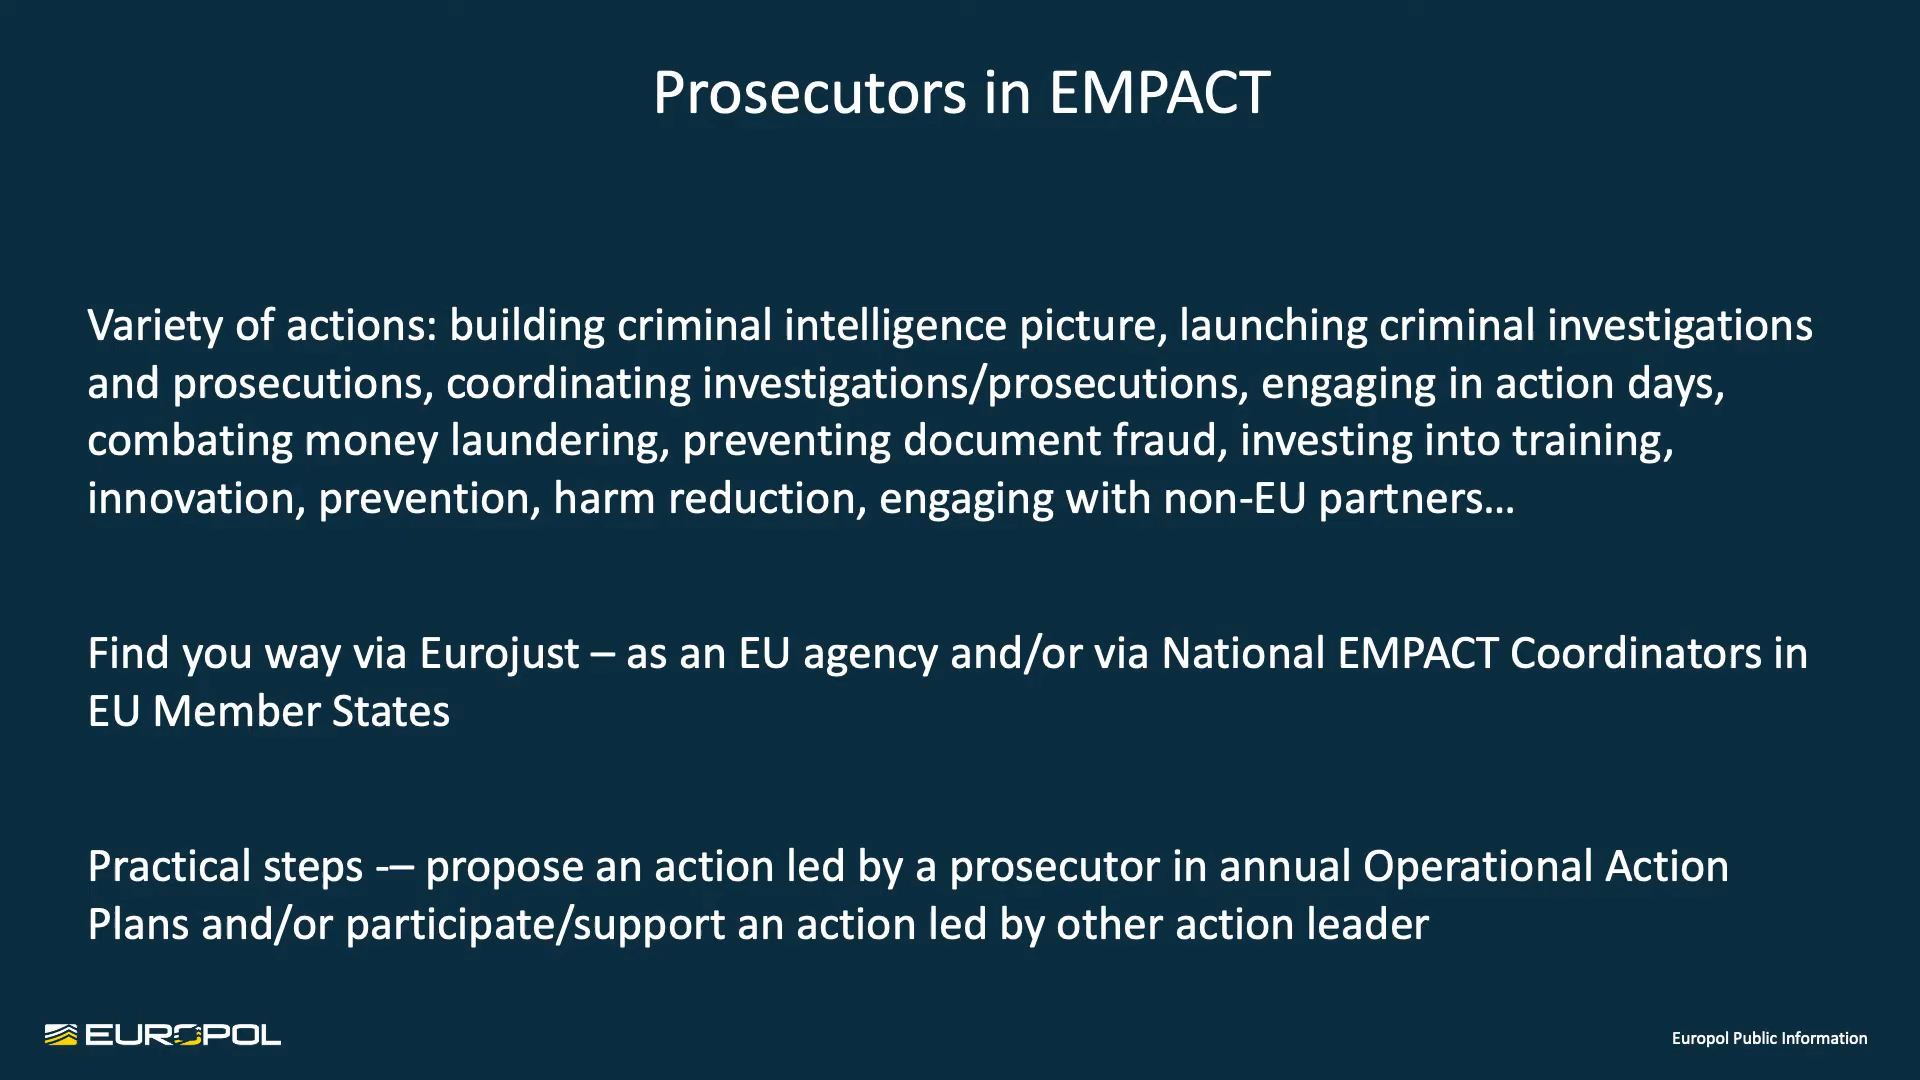 Prosecutors in EMPACT
Variety of actions: building criminal intelligence picture, launching criminal investigations
and prosecutions, coordinating investigations/prosecutions, engaging in action days,
combating money laundering, preventing document fraud, investing into training,
innovation, prevention, harm reduction, engaging with non-EU partners…
Find you way via Eurojust – as an EU agency and/or via National EMPACT Coordinators in
EU Member States
Practical steps -– propose an action led by a prosecutor in annual Operational Action
Plans and/or participate/support an action led by other action leader
EUROPOL
Europol Public Information